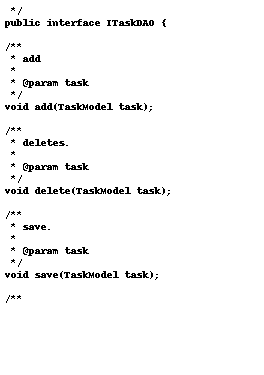 */
public interface ITaskDAO {
/**
* add
*
* @param task
*/
void add(TaskModel task);
/**
* deletes.
*
* @param task
*/
void delete(TaskModel task);
/**
* save.
*
* @param task
*/
void save(TaskModel task);
/**